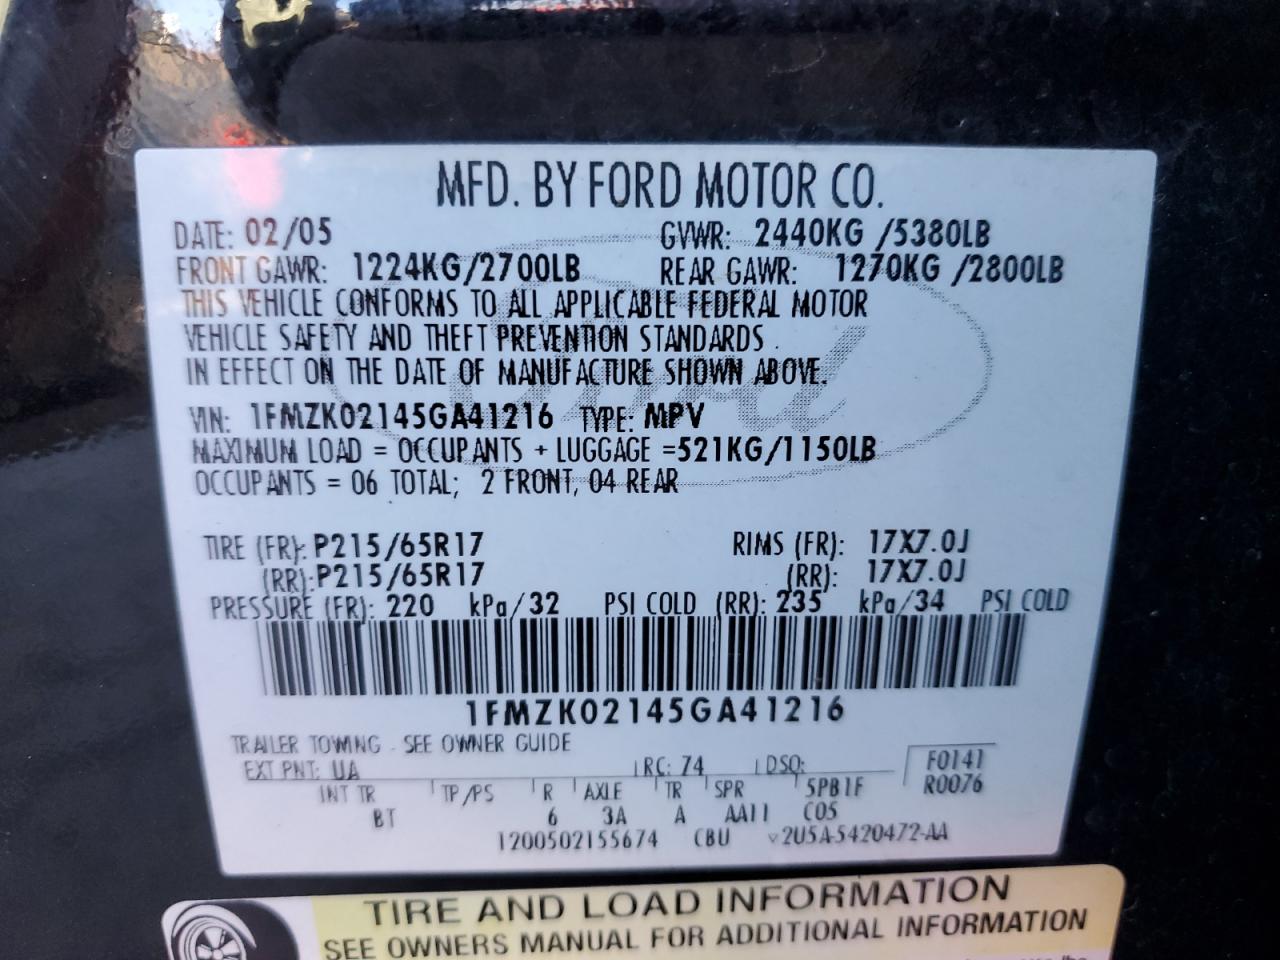 MFD. BY FORD MOTOR CO.
DATE: 02/05 GVWR: 2440KG /5380LB
FRONT GAWR: 1224KG/2700LB REAR GAWR: 1270KG /2800LB
THIS VEHICLE CONFORMS TO ALL APPLICABLE FEDERAL MOTOR
VEHICLE SAFETY AND THEFT PREVENTION STANDARDS
IN EFFECT ON THE DATE OF MANUFACTURE SHOWN ABOVE.
Ford
VIN: 1FMZK02145GA41216 TYPE: MPV
MAXIMUM LOAD = OCCUPANTS + LUGGAGE =521KG/1150LB
OCCUPANTS = 06 TOTAL; 2 FRONT, 04 REAR
TIRE (FR): P215/65R17 RIMS (FR): 17X7.0J
(RR): P215/65R17 (RR): 17X7.0J
PRESSURE (FR): 220 kPa/32 PSI COLD (RR): 235 kPa/34 PSI COLD
1FMZK02145GA41216
TRAILER TOWING - SEE OWNER GUIDE
EXT PNT: UA RC: 74 DSO: F0141
INT TR TP/PS R AXLE TR SPR 5PB1F R0076
BT 6 3A A AA11 C05
1200502155674 CBU 2U5A-5420472-AA
TIRE AND LOAD INFORMATION
SEE OWNERS MANUAL FOR ADDITIONAL INFORMATION